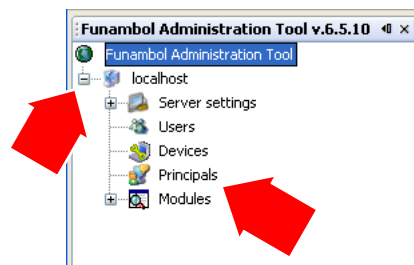 Funambol Administration Tool v.6.5.10
Funambol Administration Tool
localhost
Server settings
Users
Devices
Principals
Modules